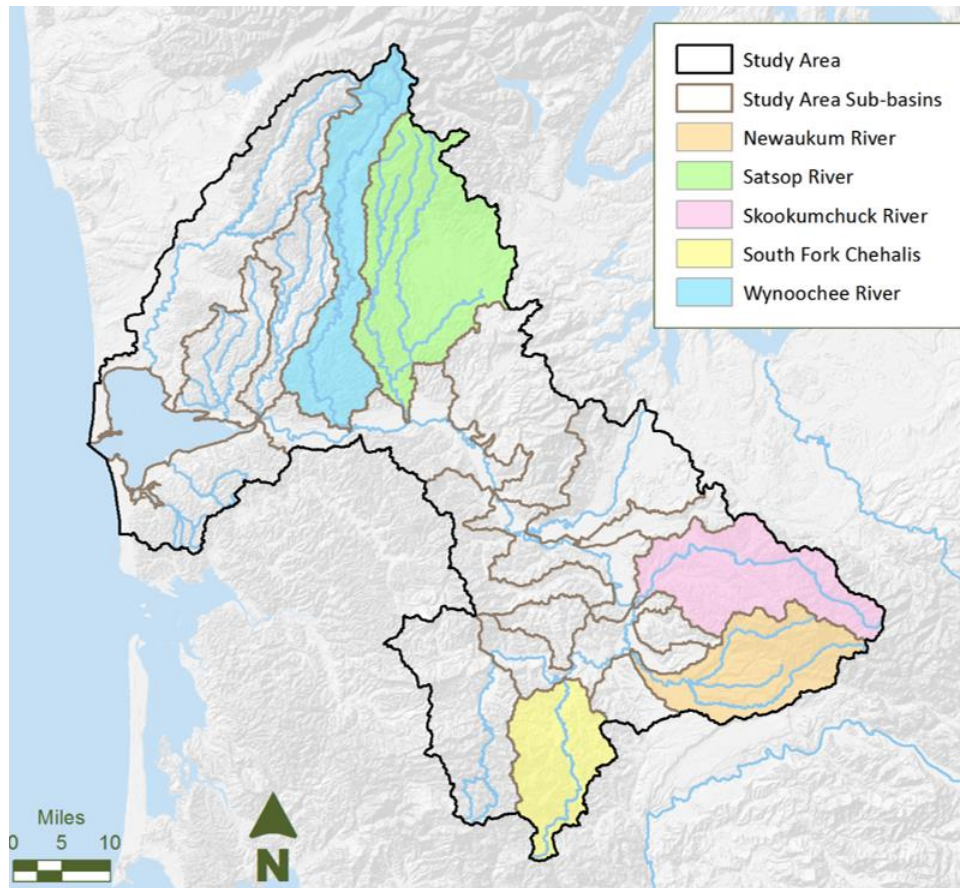 Study Area
Study Area Sub-basins
Newaukum River
Satsop River
Skookumchuck River
South Fork Chehalis
Wynoochee River
Miles
0 5 10
N